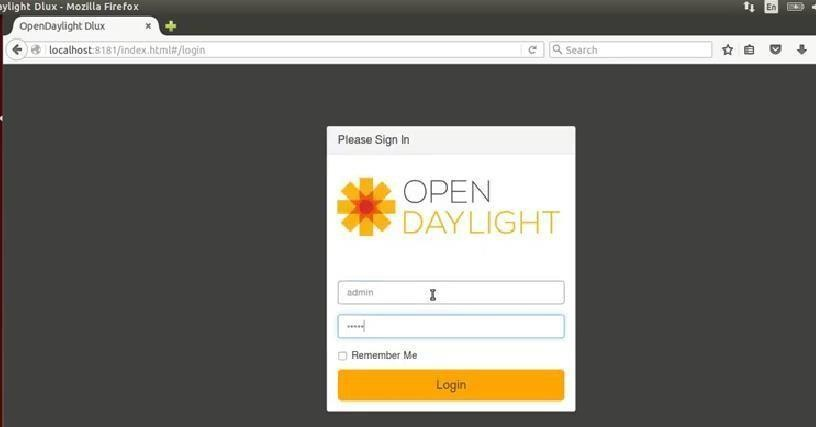 aylight Dlux - Mozilla Firefox
En
OpenDaylight Dlux
localhost:8181/index.html#/login
Search
Please Sign In
OPEN
DAYLIGHT
admin
•••••
Remember Me
Login